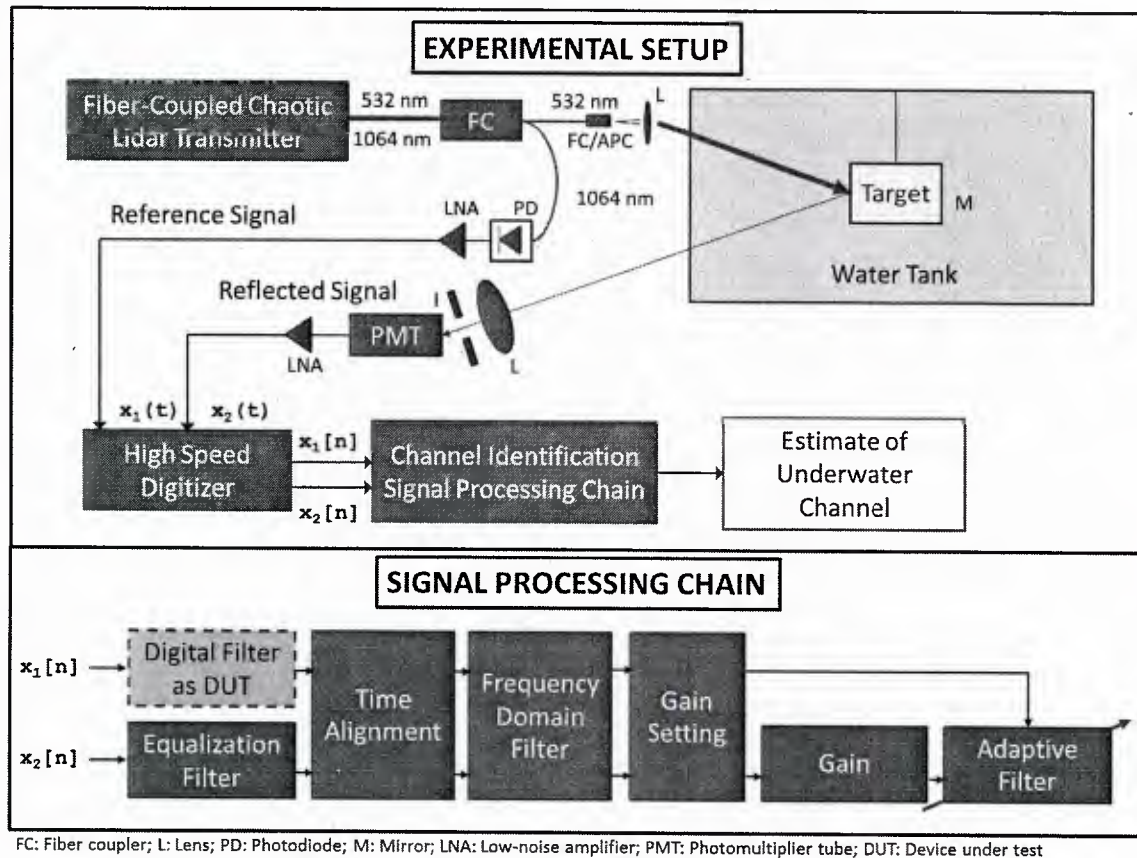 EXPERIMENTAL SETUP
Fiber-Coupled Chaotic
Lidar Transmitter
532 nm
1064 nm
FC
532 nm
FC/APC
L
1064 nm
Target
M
Water Tank
Reference Signal
LNA
PD
Reflected Signal
I
PMT
LNA
L
x1(t)
x2(t)
High Speed
Digitizer
x1[n]
x2[n]
Channel Identification
Signal Processing Chain
Estimate of
Underwater
Channel
SIGNAL PROCESSING CHAIN
x1[n]
Digital Filter
as DUT
x2[n]
Equalization
Filter
Time
Alignment
Frequency
Domain
Filter
Gain
Setting
Gain
Adaptive
Filter
FC: Fiber coupler; L: Lens; PD: Photodiode; M: Mirror; LNA: Low-noise amplifier; PMT: Photomultiplier tube; DUT: Device under test